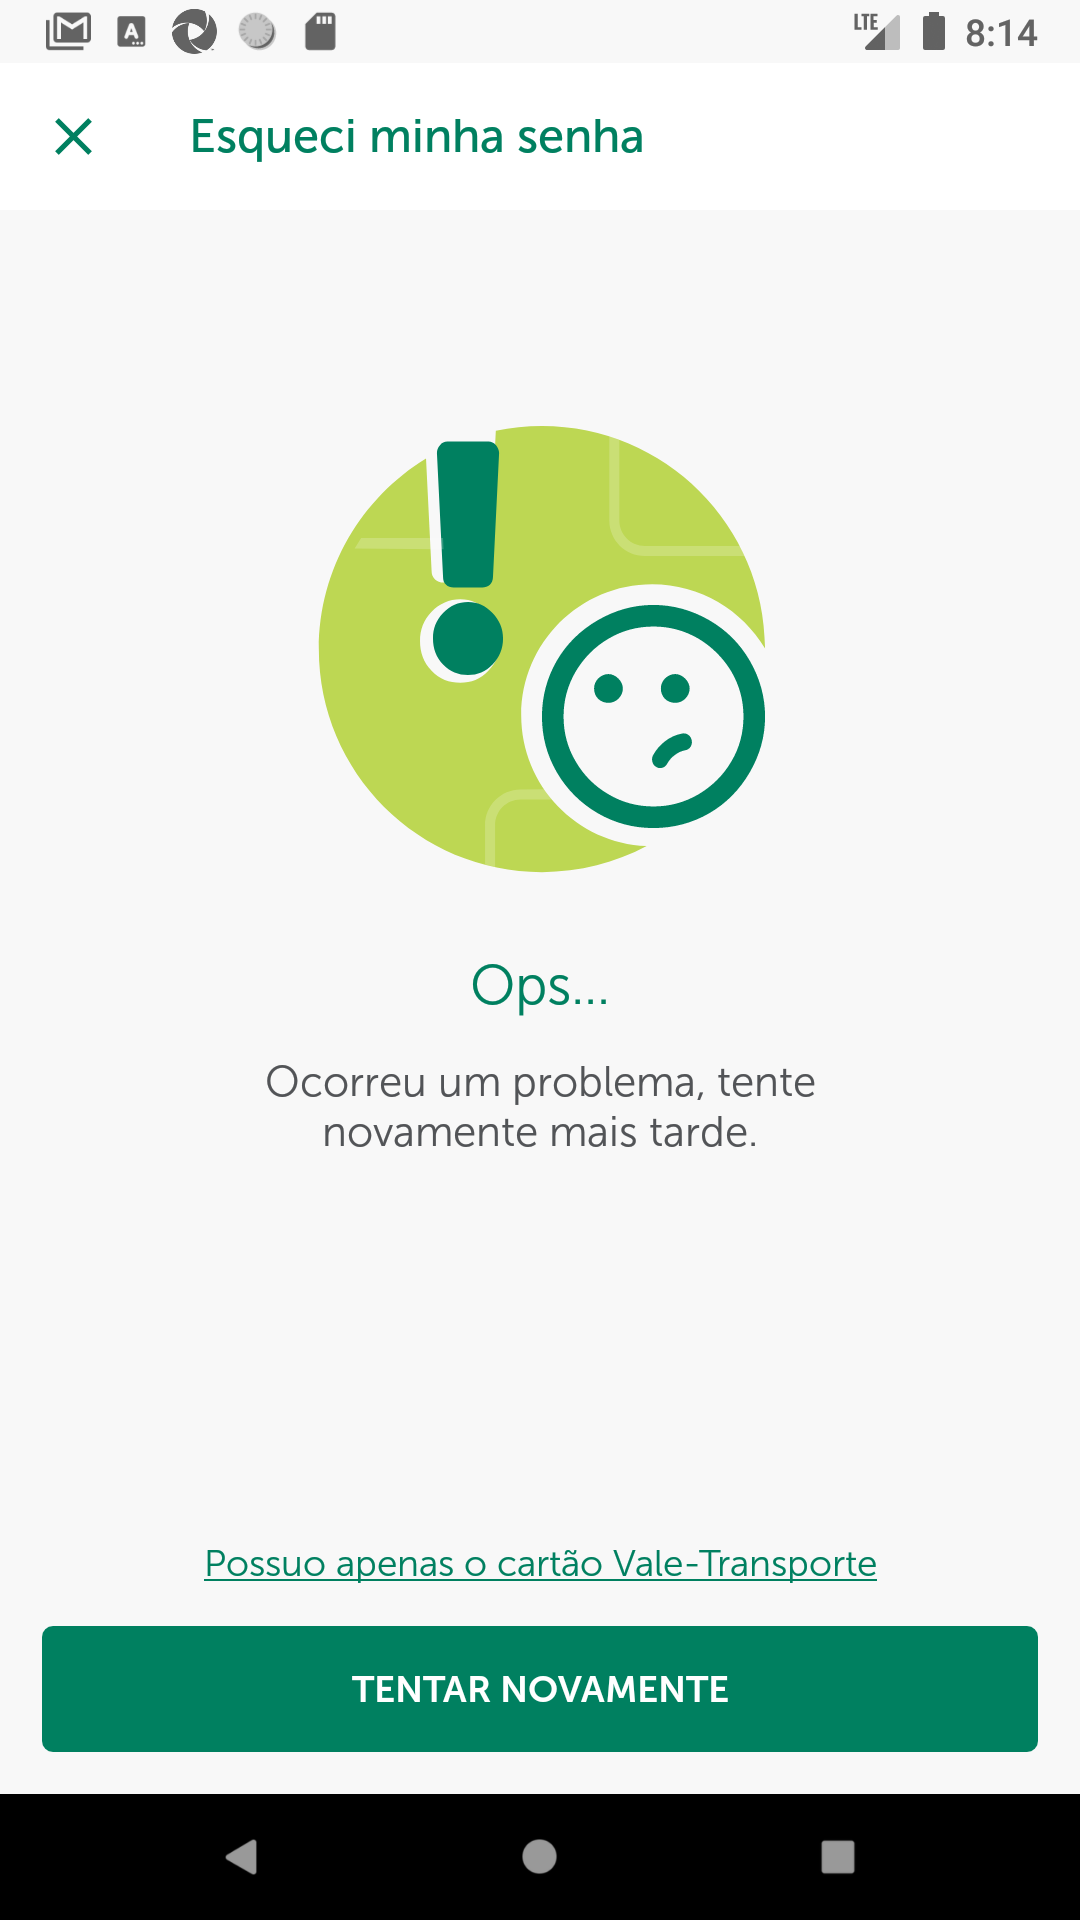 LTE 8:14
Esqueci minha senha
Ops...
Ocorreu um problema, tente
novamente mais tarde.
Possuo apenas o cartão Vale-Transporte
TENTAR NOVAMENTE